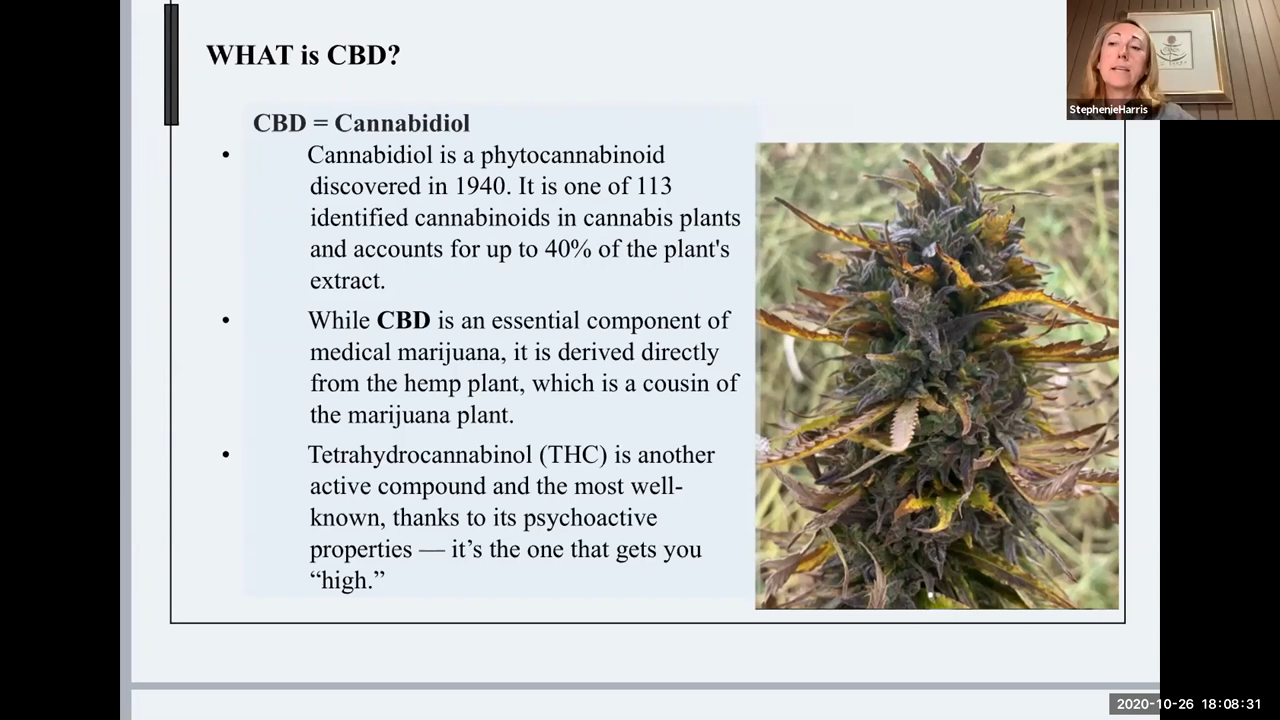 WHAT is CBD?
CBD = Cannabidiol
• Cannabidiol is a phytocannabinoid
discovered in 1940. It is one of 113
identified cannabinoids in cannabis plants
and accounts for up to 40% of the plant's
extract.
• While CBD is an essential component of
medical marijuana, it is derived directly
from the hemp plant, which is a cousin of
the marijuana plant.
• Tetrahydrocannabinol (THC) is another
active compound and the most well-
known, thanks to its psychoactive
properties — it’s the one that gets you
“high.”
StephenieHarris
2020-10-26 18:08:31